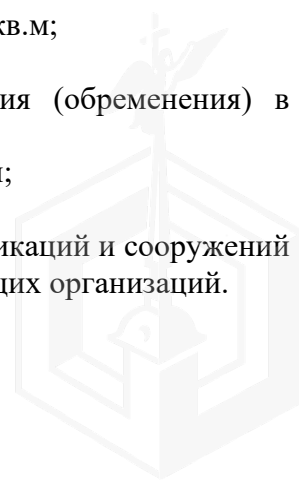 кв.м;
ия (обременения) в
и;
икаций и сооружений
щих организаций.